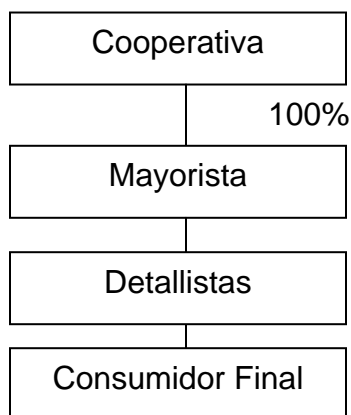 Cooperativa
100%
Mayorista
Detallistas
Consumidor Final